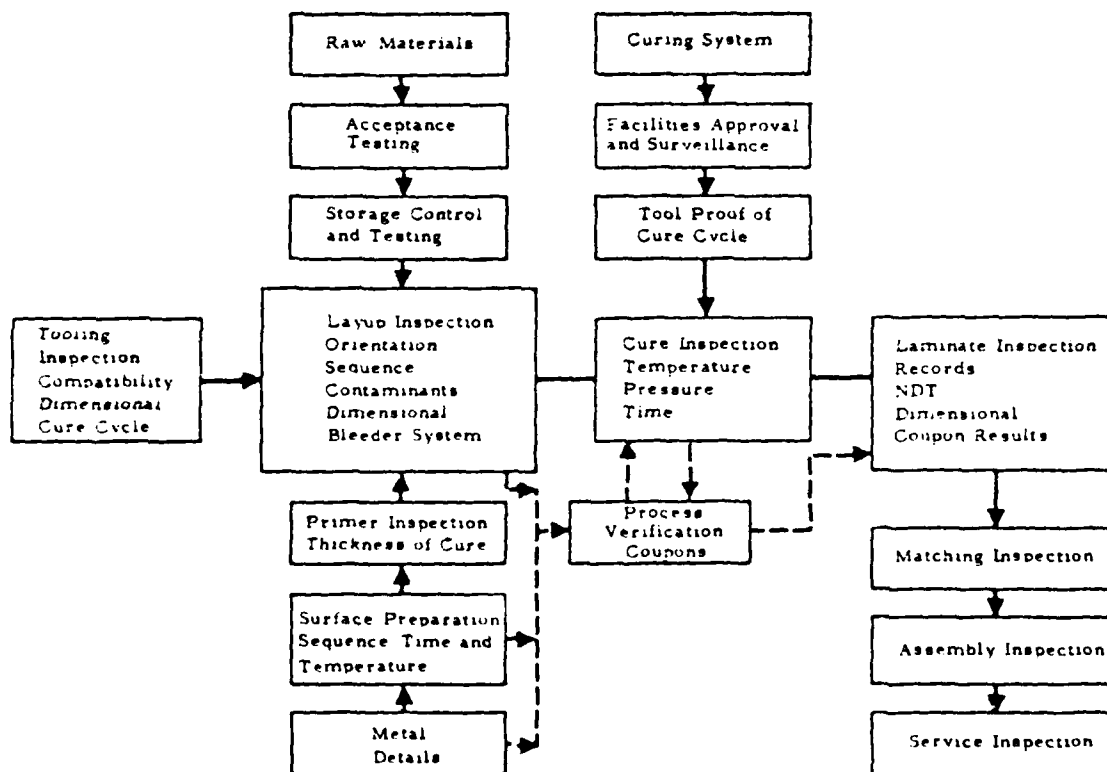 Raw Materials
Curing System
Acceptance
Testing
Facilities Approval
and Surveillance
Storage Control
and Testing
Tool Proof of
Cure Cycle
Tooling
Inspection
Compatibility
Dimensional
Cure Cycle
Layup Inspection
Orientation
Sequence
Contaminants
Dimensional
Bleeder System
Cure Inspection
Temperature
Pressure
Time
Laminate Inspection
Records
NDT
Dimensional
Coupon Results
Primer Inspection
Thickness of Cure
Process
Verification
Coupons
Matching Inspection
Surface Preparation
Sequence Time and
Temperature
Assembly Inspection
Metal
Details
Service Inspection